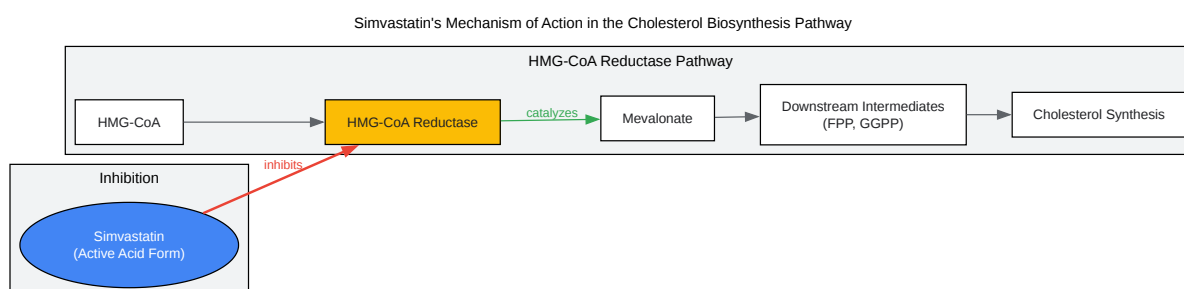 Simvastatin's Mechanism of Action in the Cholesterol Biosynthesis Pathway
HMG-CoA Reductase Pathway
HMG-CoA
HMG-CoA Reductase
catalyzes
Mevalonate
Downstream Intermediates
(FPP, GGPP)
Cholesterol Synthesis
inhibits
Inhibition
Simvastatin
(Active Acid Form)